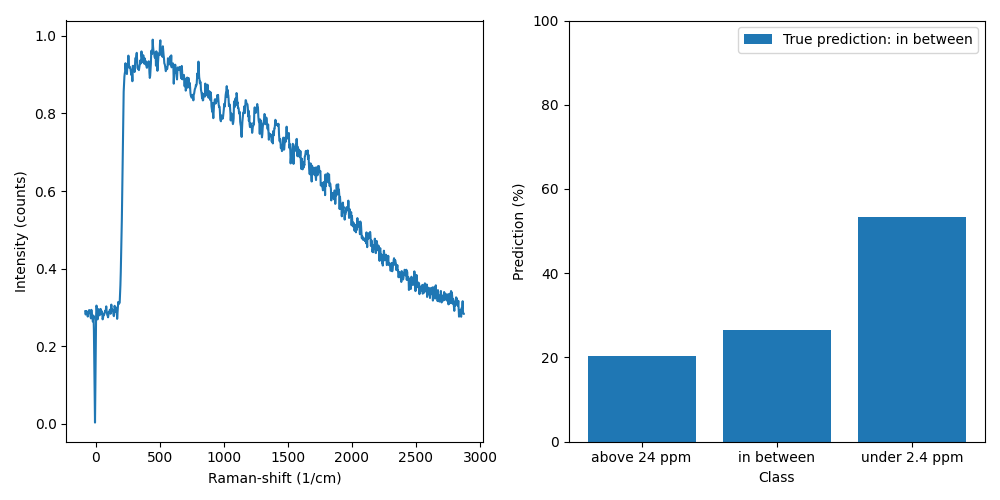 1.0
0.8
0.6
0.4
0.2
0.0
Intensity (counts)
0
500
1000
1500
2000
2500
3000
Raman-shift (1/cm)
100
80
60
40
20
0
Prediction (%)
True prediction: in between
above 24 ppm
in between
under 2.4 ppm
Class